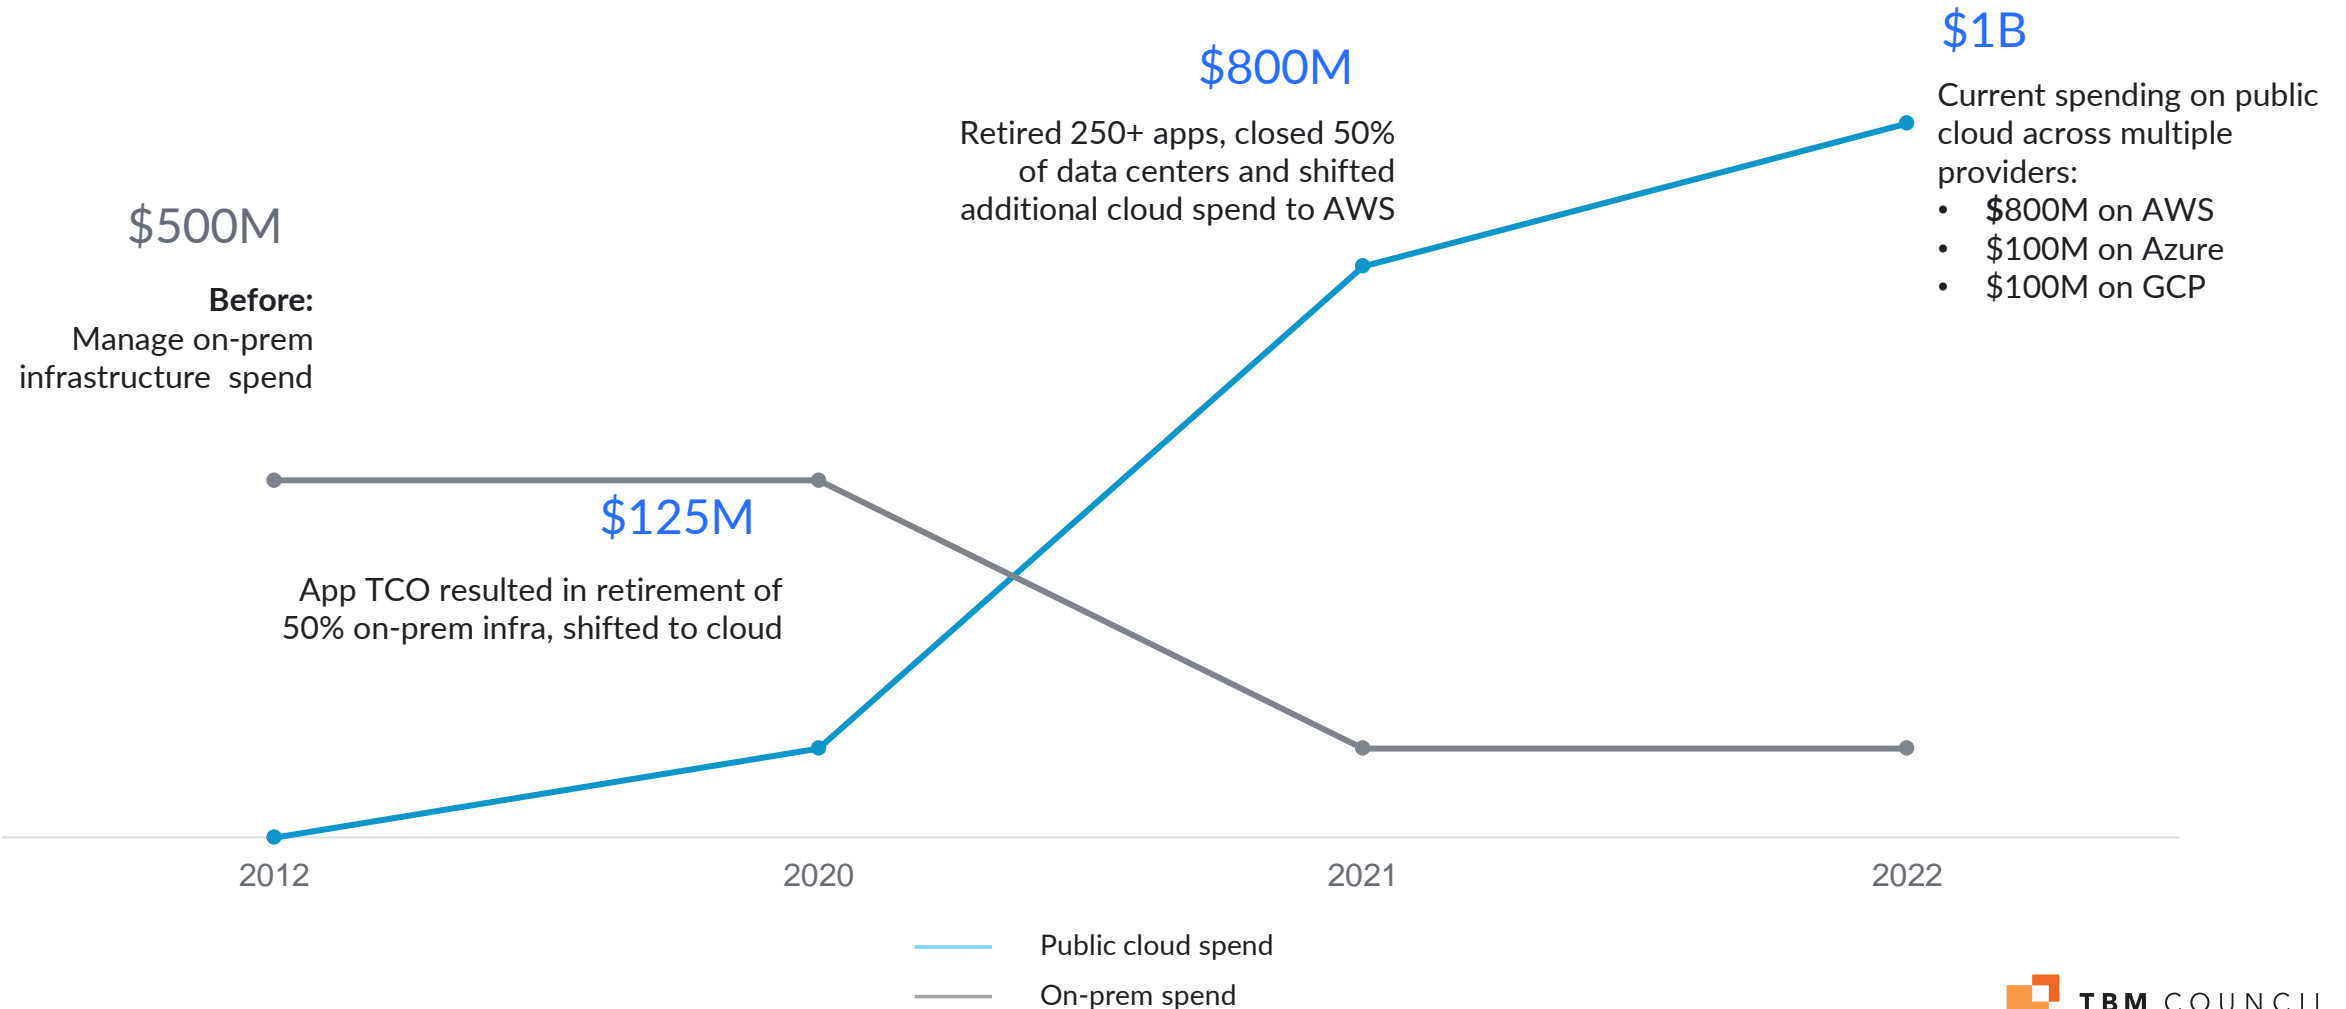 $500M
Before:
Manage on-prem
infrastructure  spend
$125M
App TCO resulted in retirement of
50% on-prem infra, shifted to cloud
$800M
Retired 250+ apps, closed 50%
of data centers and shifted
additional cloud spend to AWS
$1B
Current spending on public
cloud across multiple
providers:
• $800M on AWS
• $100M on Azure
• $100M on GCP
2012
2020
2021
2022
Public cloud spend
On-prem spend
TBM COUNCIL